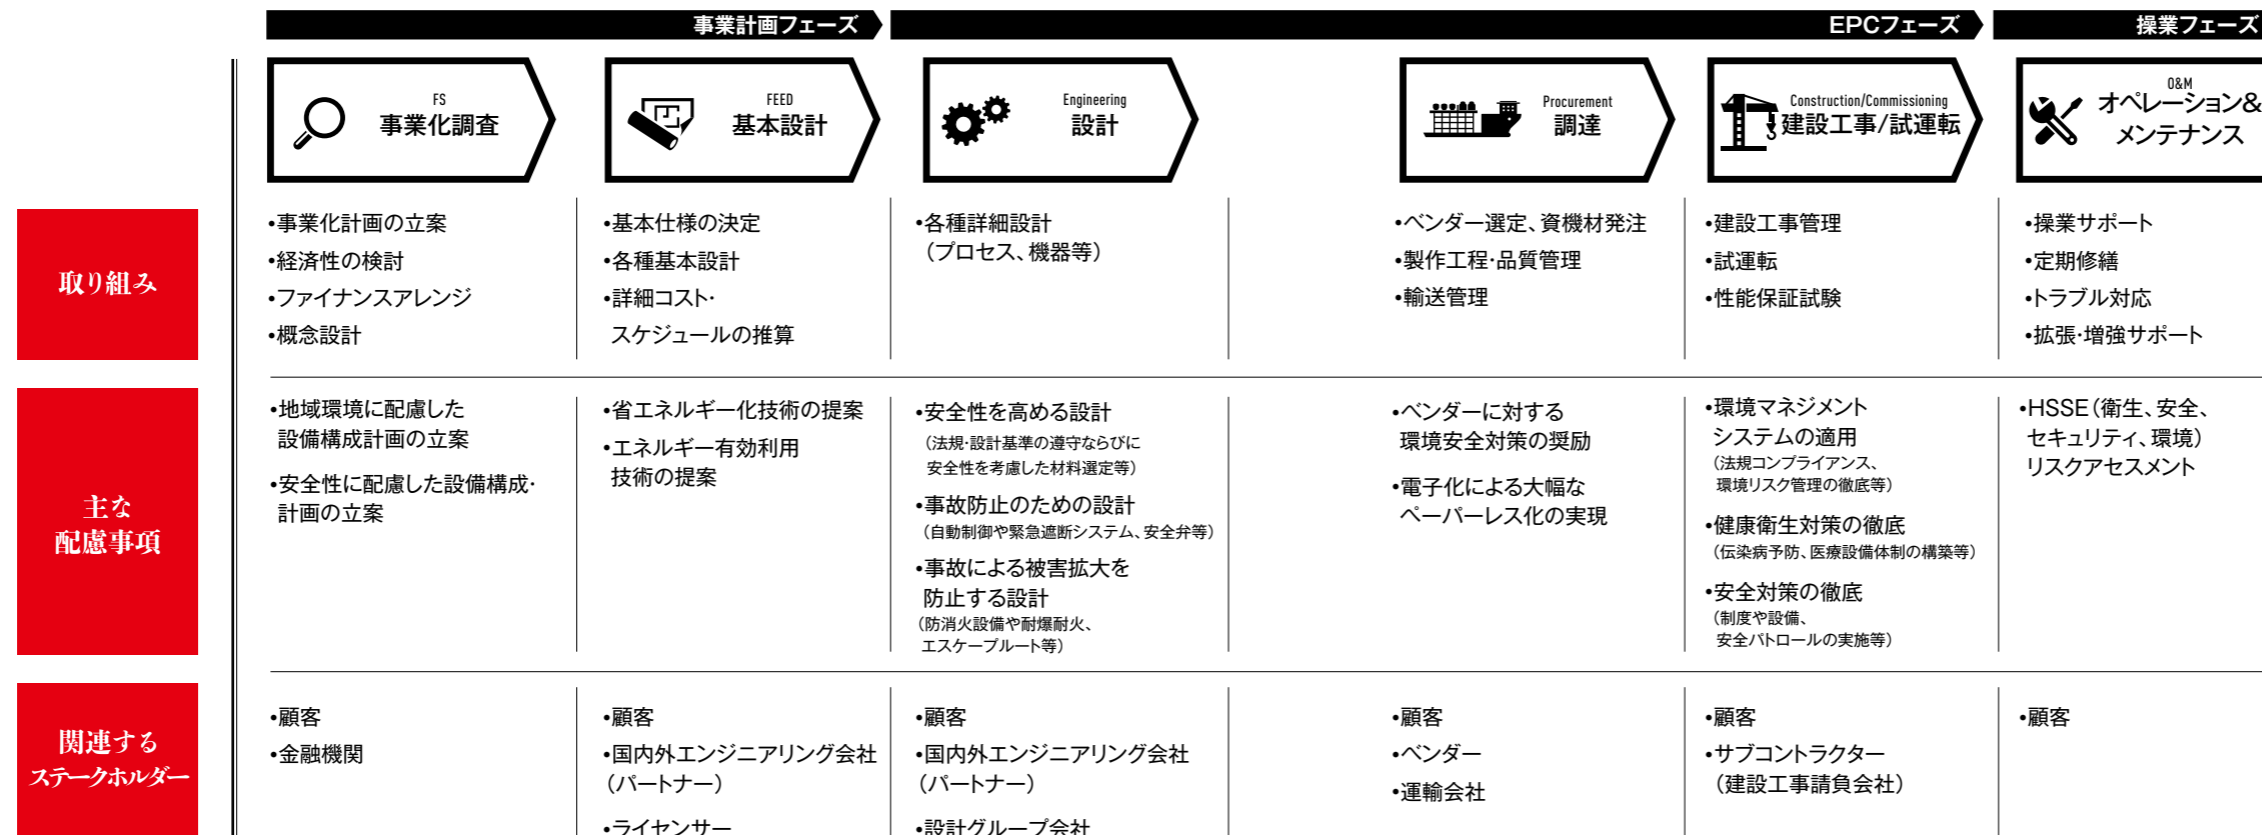 事業計画フェーズ
EPCフェーズ
操業フェーズ
FS
事業化調査
FEED
基本設計
Engineering
設計
Procurement
調達
Construction/Commissioning
建設工事/試運転
O&M
オペレーション&
メンテナンス
取り組み
•事業化計画の立案
•経済性の検討
•ファイナンスアレンジ
•概念設計
•基本仕様の決定
•各種基本設計
•詳細コスト・
スケジュールの推算
•各種詳細設計
（プロセス、機器等）
•ベンダー選定、資機材発注
•製作工程・品質管理
•輸送管理
•建設工事管理
•試運転
•性能保証試験
•操業サポート
•定期修繕
•トラブル対応
•拡張・増強サポート
主な
配慮事項
•地域環境に配慮した
設備構成計画の立案
•安全性に配慮した設備構成・
計画の立案
•省エネルギー化技術の提案
•エネルギー有効利用
技術の提案
•安全性を高める設計
（法規・設計基準の遵守ならびに
安全性を考慮した材料選定等）
•事故防止のための設計
（自動制御や緊急遮断システム、安全弁等）
•事故による被害拡大を
防止する設計
（防消火設備や耐爆耐火、
エスケープルート等）
•ベンダーに対する
環境安全対策の奨励
•電子化による大幅な
ペーパーレス化の実現
•環境マネジメント
システムの適用
（法規コンプライアンス、
環境リスク管理の徹底等）
•健康衛生対策の徹底
（伝染病予防、医療設備体制の構築等）
•安全対策の徹底
（制度や設備、
安全パトロールの実施等）
•HSSE（衛生、安全、
セキュリティ、環境）
リスクアセスメント
関連する
ステークホルダー
•顧客
•金融機関
•顧客
•国内外エンジニアリング会社
（パートナー）
•ライセンサー
•顧客
•国内外エンジニアリング会社
（パートナー）
•設計グループ会社
•顧客
•ベンダー
•運輸会社
•顧客
•サブコントラクター
（建設工事請負会社）
•顧客